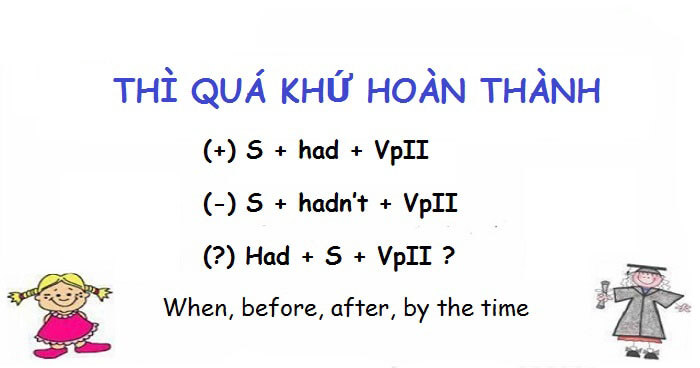 THÌ QUÁ KHỨ HOÀN THÀNH
(+) S + had + VpII
(-) S + hadn't + VpII
(?) Had + S + VpII ?
When, before, after, by the time